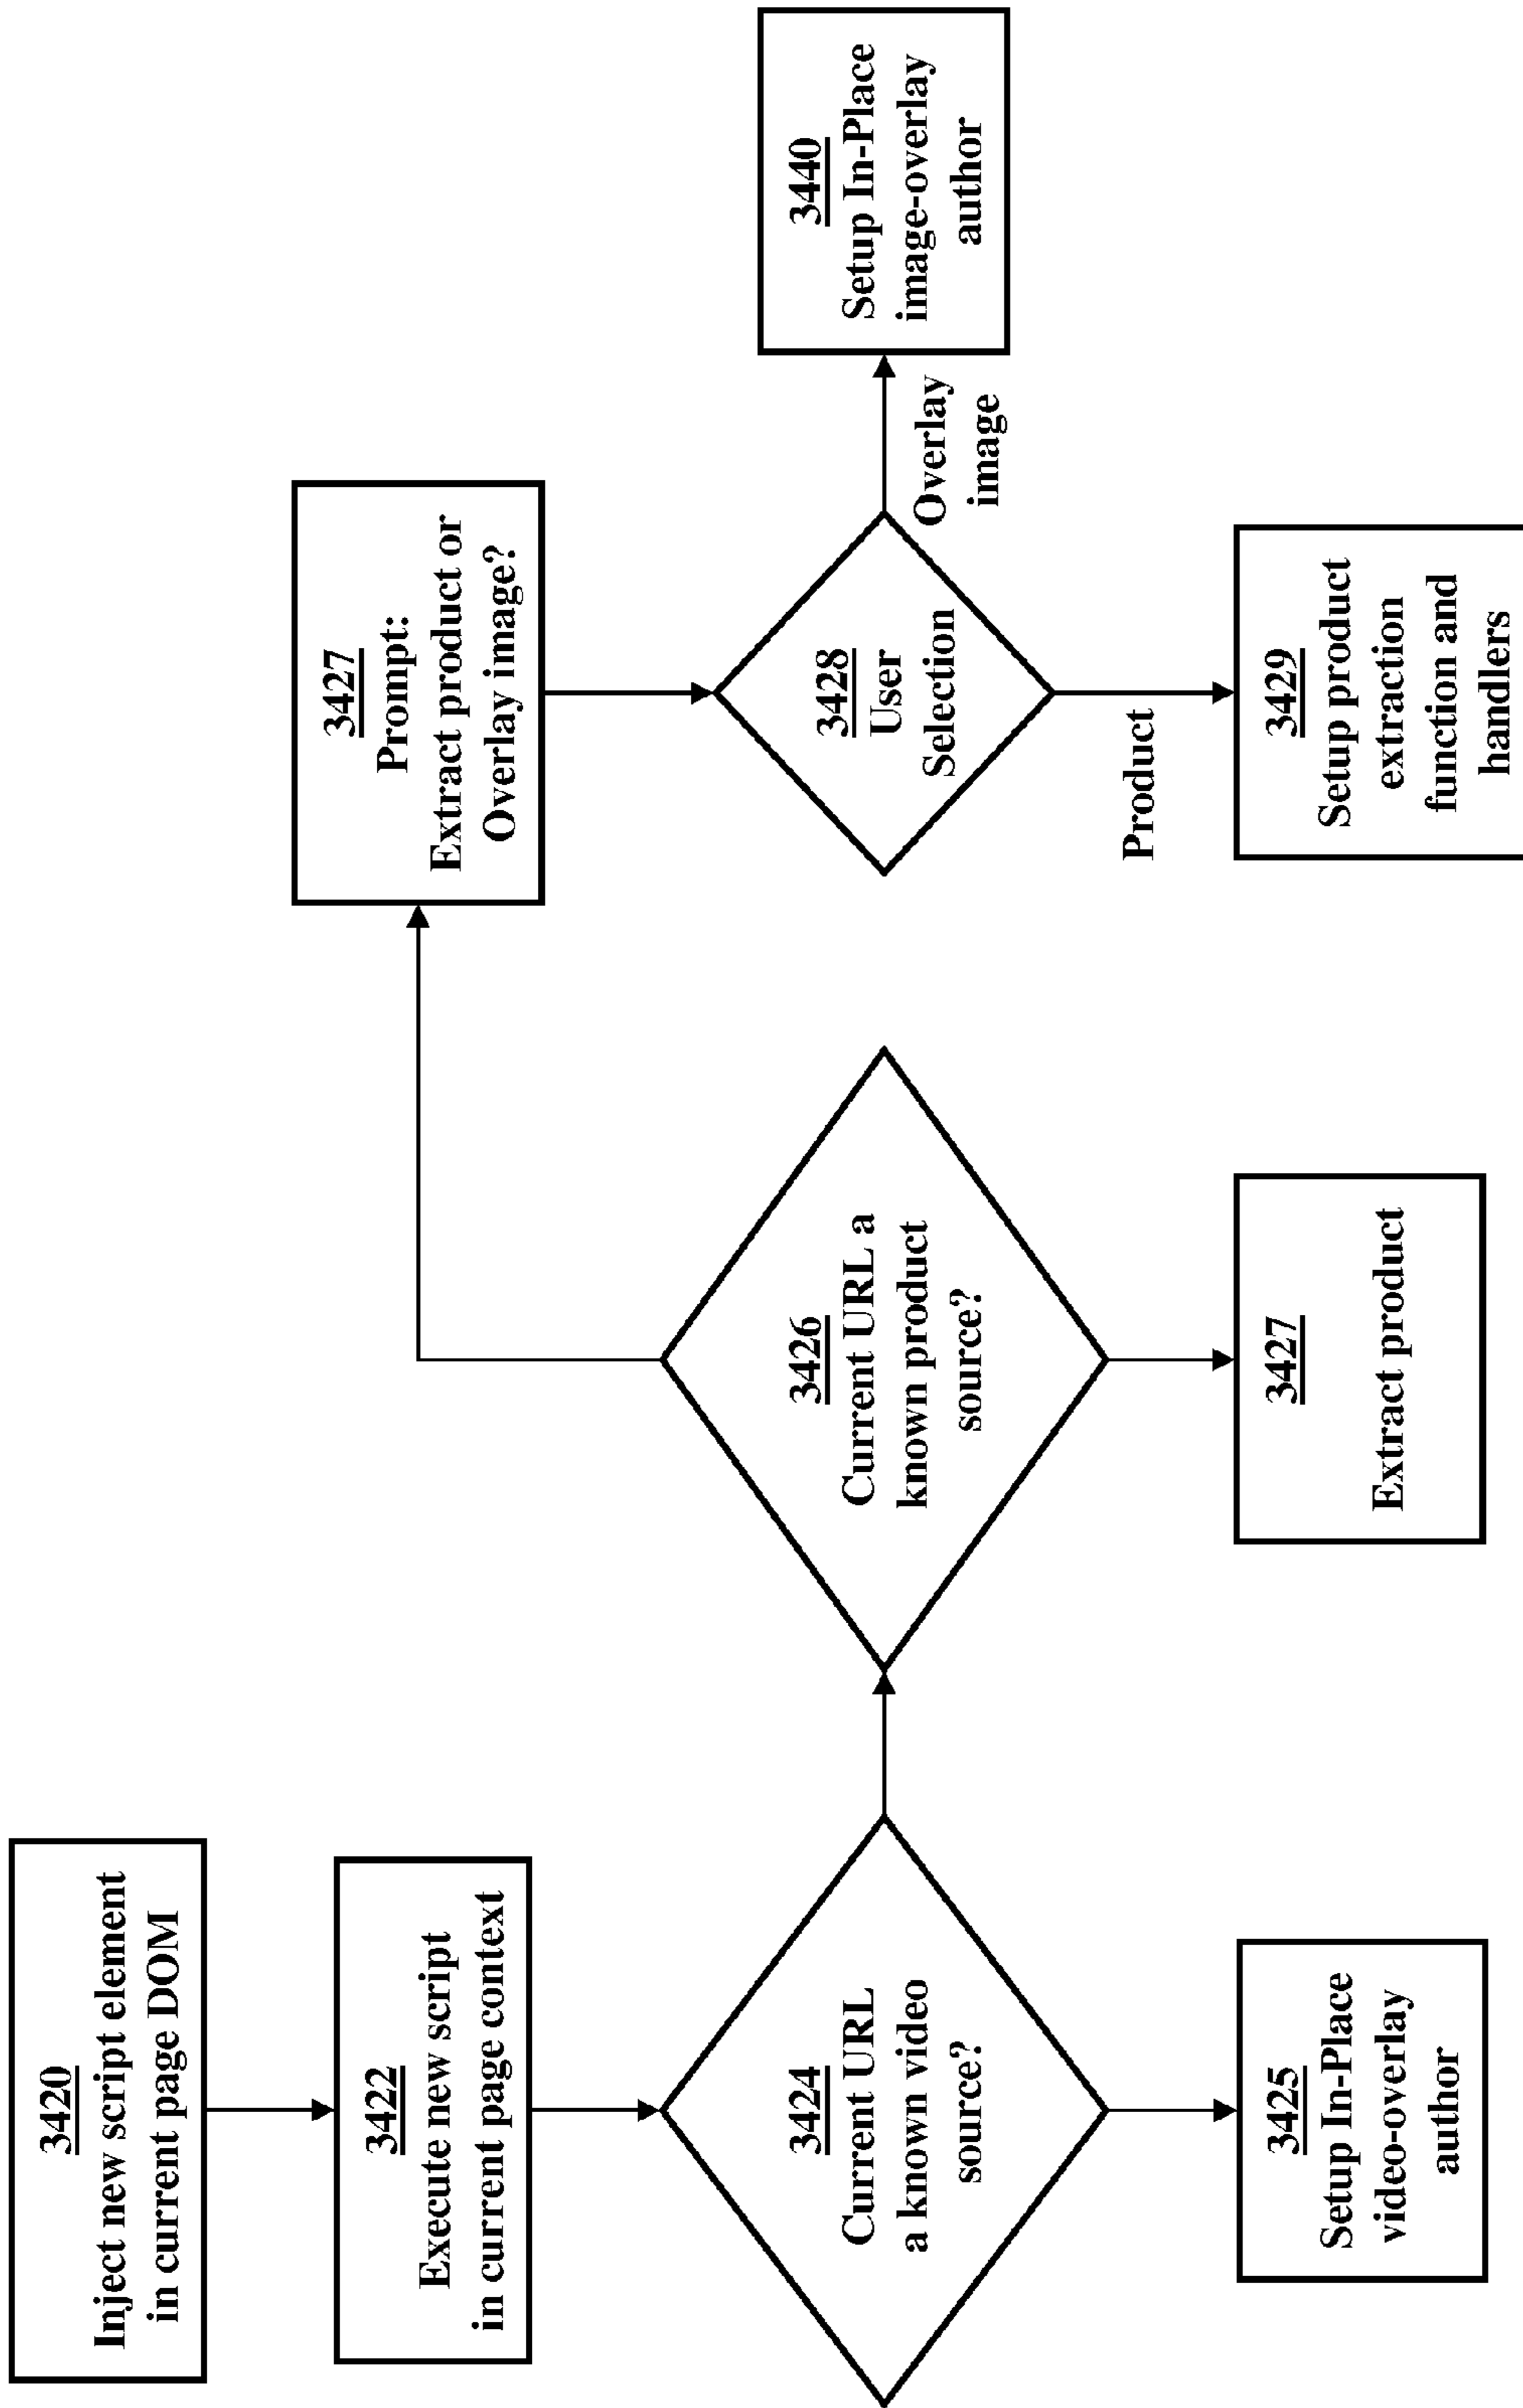 3420
Inject new script element
in current page DOM
3422
Execute new script
in current page context
3424
Current URL
a known video
source?
3425
Setup In-Place
video-overlay
author
3426
Current URL a
known product
source?
3427
Extract product
3427
Prompt:
Extract product or
Overlay image?
3428
User
Selection
Product
Overlay
image
3429
Setup product
extraction
function and
handlers
3440
Setup In-Place
image-overlay
author